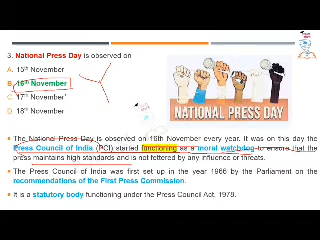 3. National Press Day is observed on
A. 15th November
B. 16th November
C. 17th November
D. 18th November
NATIONAL PRESS DAY
The National Press Day is observed on 16th November every year. It was on this day the
Press Council of India (PCI) started functioning as a moral watchdog to ensure that the
press maintains high standards and is not fettered by any influence or threats.
The Press Council of India was first set up in the year 1966 by the Parliament on the
recommendations of the First Press Commission.
It is a statutory body functioning under the Press Council Act, 1978.